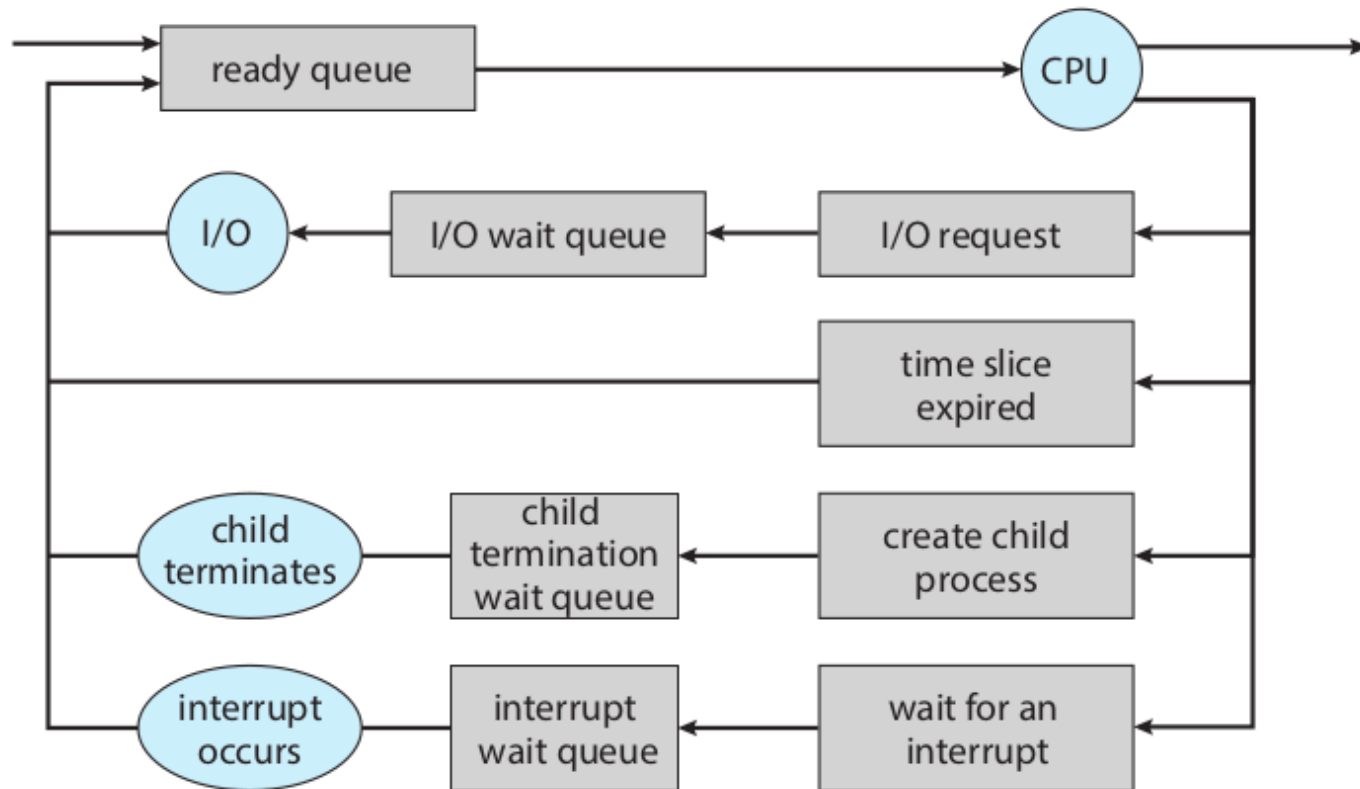 ready queue
CPU
I/O
I/O wait queue
I/O request
time slice
expired
child
terminates
child
termination
wait queue
create child
process
interrupt
occurs
interrupt
wait queue
wait for an
interrupt